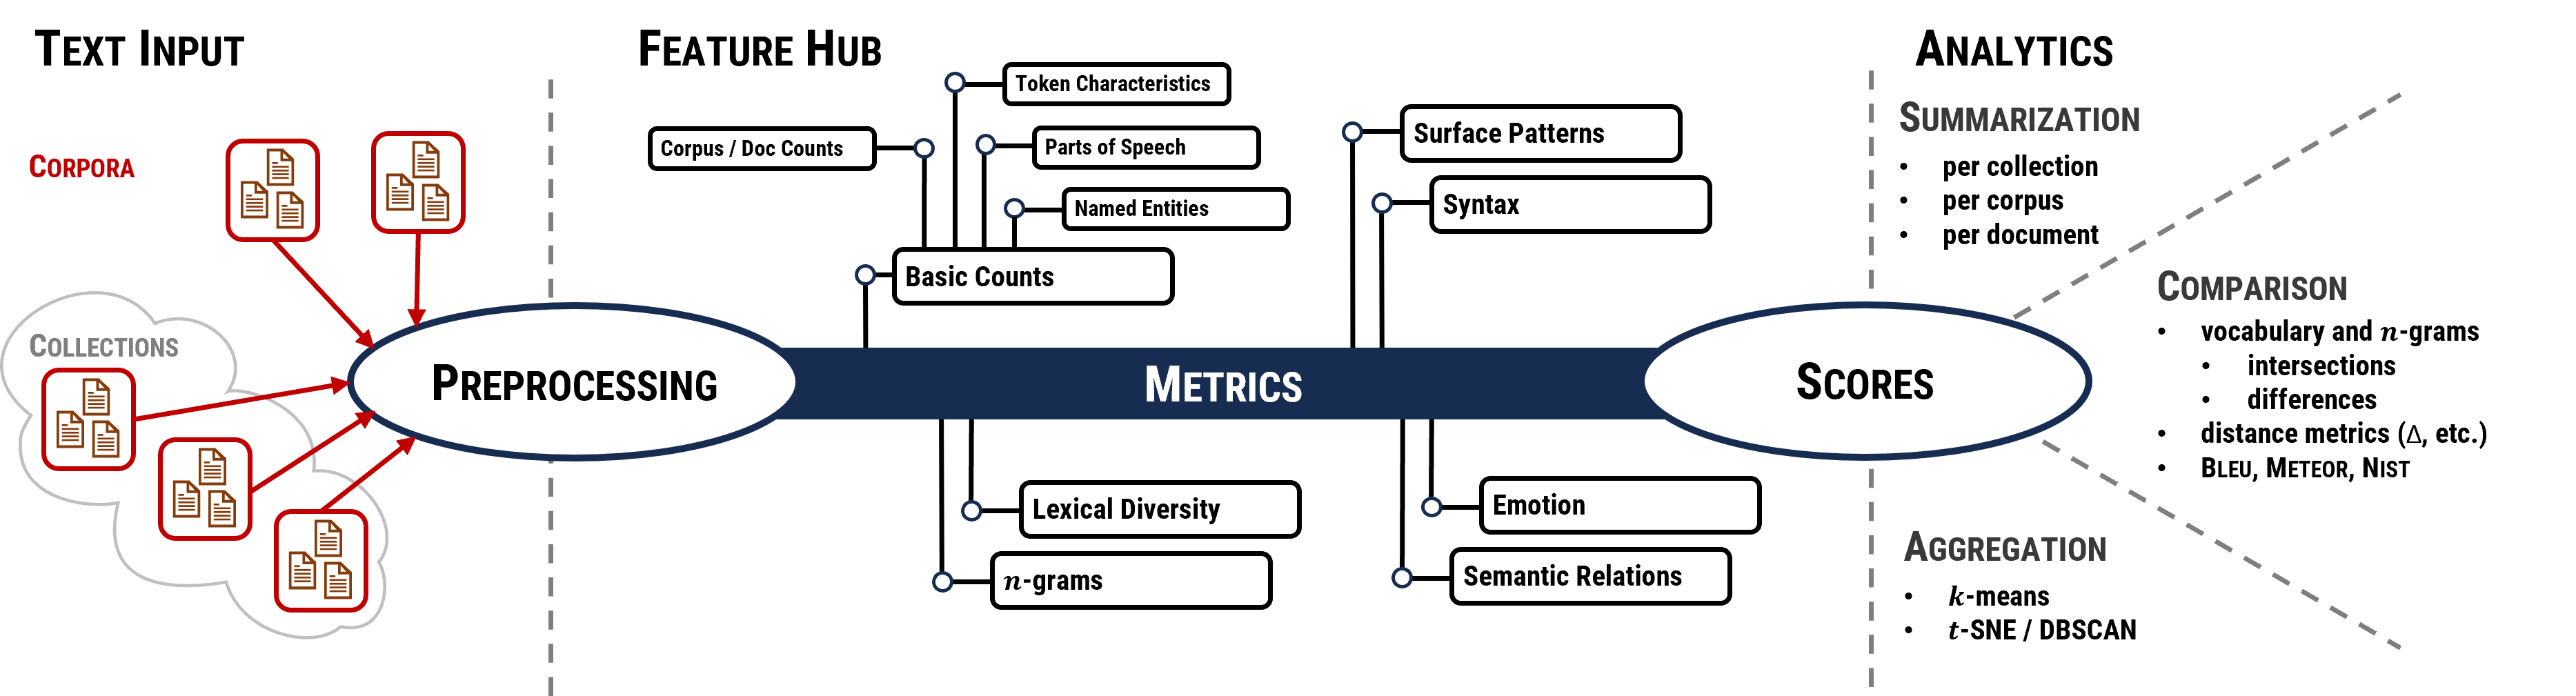 TEXT INPUT
CORPORA
COLLECTIONS
PREPROCESSING
FEATURE HUB
Token Characteristics
Corpus / Doc Counts
Parts of Speech
Named Entities
Basic Counts
Surface Patterns
Syntax
METRICS
Lexical Diversity
n-grams
Emotion
Semantic Relations
SCORES
ANALYTICS
SUMMARIZATION
• per collection
• per corpus
• per document
COMPARISON
• vocabulary and n-grams
• intersections
• differences
• distance metrics (Δ, etc.)
• BLEU, METEOR, NIST
AGGREGATION
• k-means
• t-SNE / DBSCAN